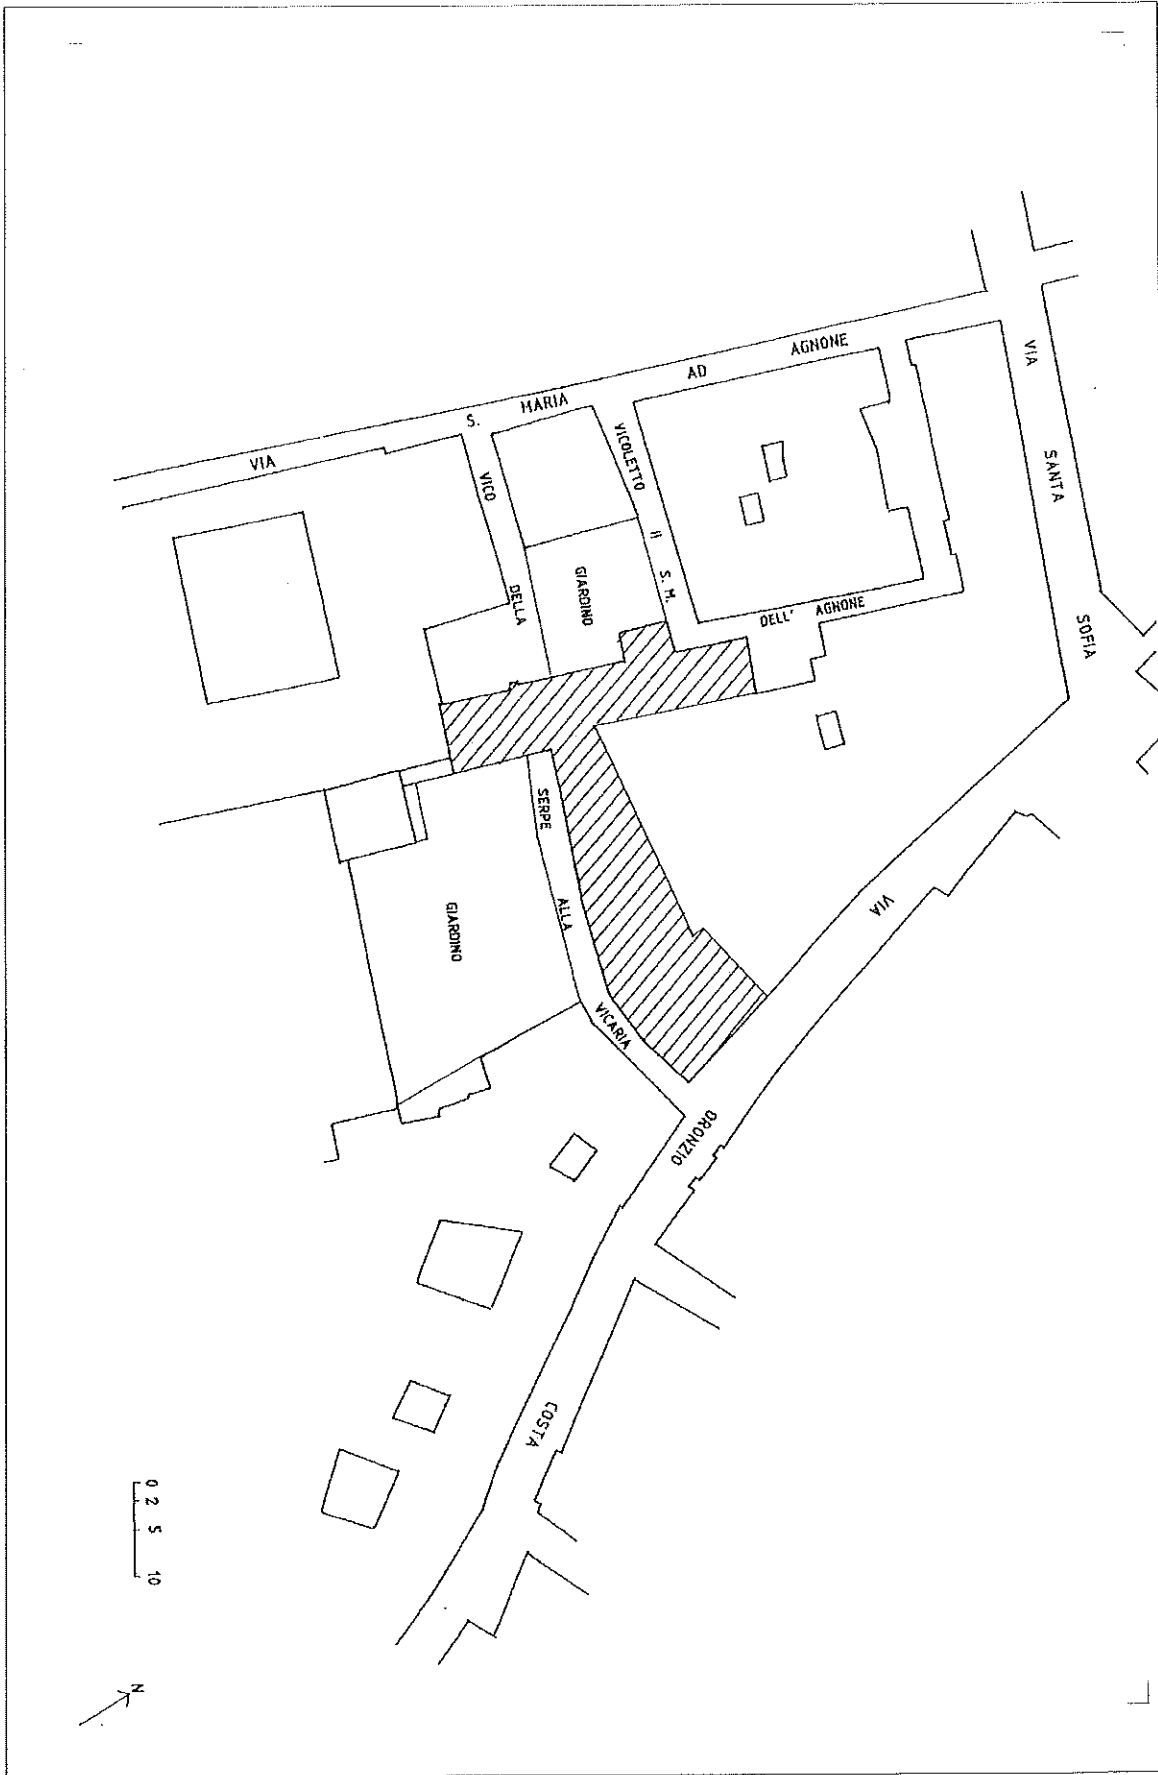 VIA S. MARIA AD AGNONE
VIA SANTA SOFIA
VICOLETTO II S. M. DELL' AGNONE
VICO DELLA SERPE ALLA VICARIA
GIARDINO
GIARDINO
VIA ORONZIO COSTA
0 2 5 10
N